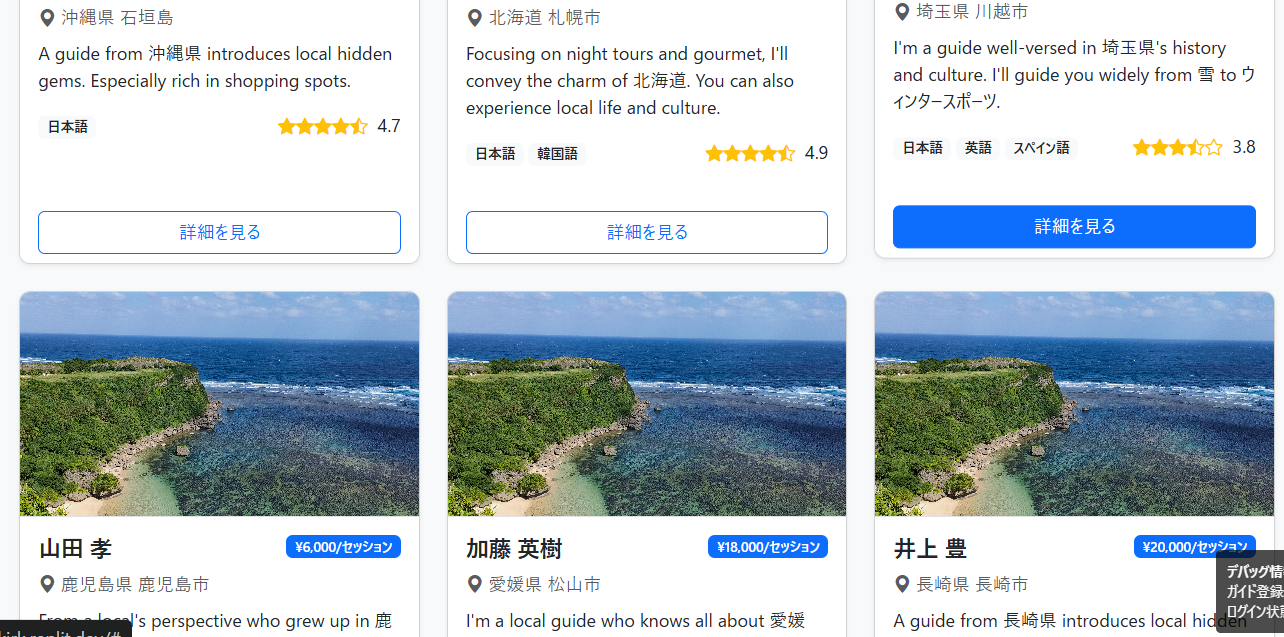 沖縄県 石垣島
A guide from 沖縄県 introduces local hidden
gems. Especially rich in shopping spots.
日本語
4.7
詳細を見る
北海道 札幌市
Focusing on night tours and gourmet, I'll
convey the charm of 北海道. You can also
experience local life and culture.
日本語 韓国語
4.9
詳細を見る
埼玉県 川越市
I'm a guide well-versed in 埼玉県's history
and culture. I'll guide you widely from 雪 to ウ
ィンタースポーツ.
日本語 英語 スペイン語
3.8
詳細を見る
山田 孝
¥6,000/セッション
鹿児島県 鹿児島市
From a local's perspective who grew up in 鹿
加藤 英樹
¥18,000/セッション
愛媛県 松山市
I'm a local guide who knows all about 愛媛
井上 豊
¥20,000/セッション
長崎県 長崎市
A guide from 長崎県 introduces local hidden
デバッグ情
ガイド登録
ログイン状